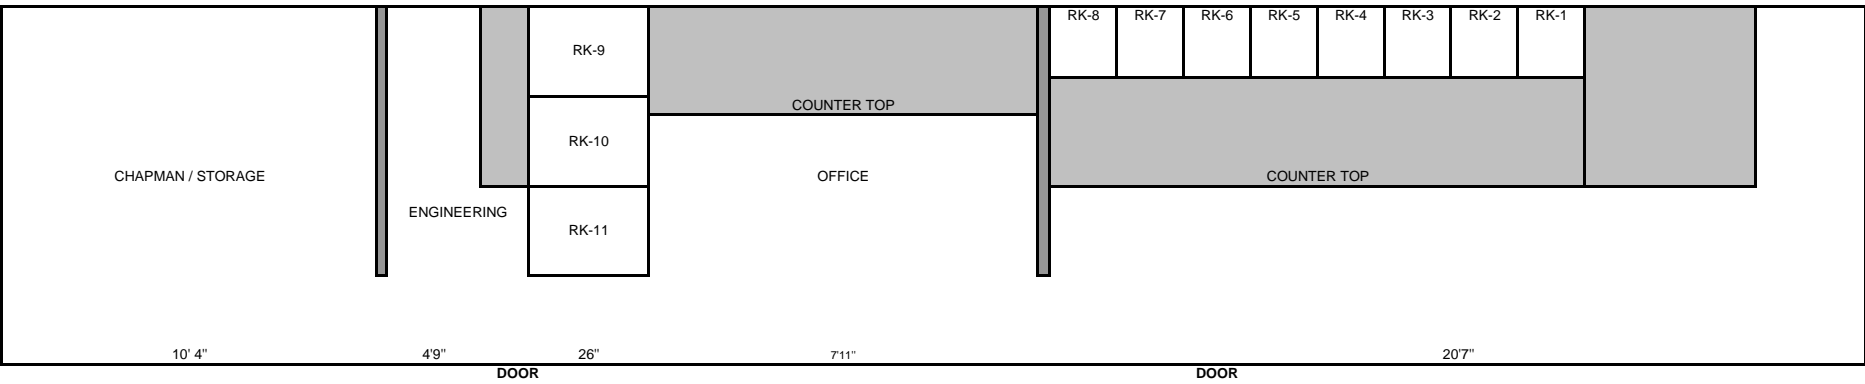 RK-8 RK-7 RK-6 RK-5 RK-4 RK-3 RK-2 RK-1
RK-9
COUNTER TOP
RK-10
CHAPMAN / STORAGE OFFICE COUNTER TOP
ENGINEERING
RK-11
10' 4" 4'9" 26" 7'11" 20'7"
DOOR DOOR